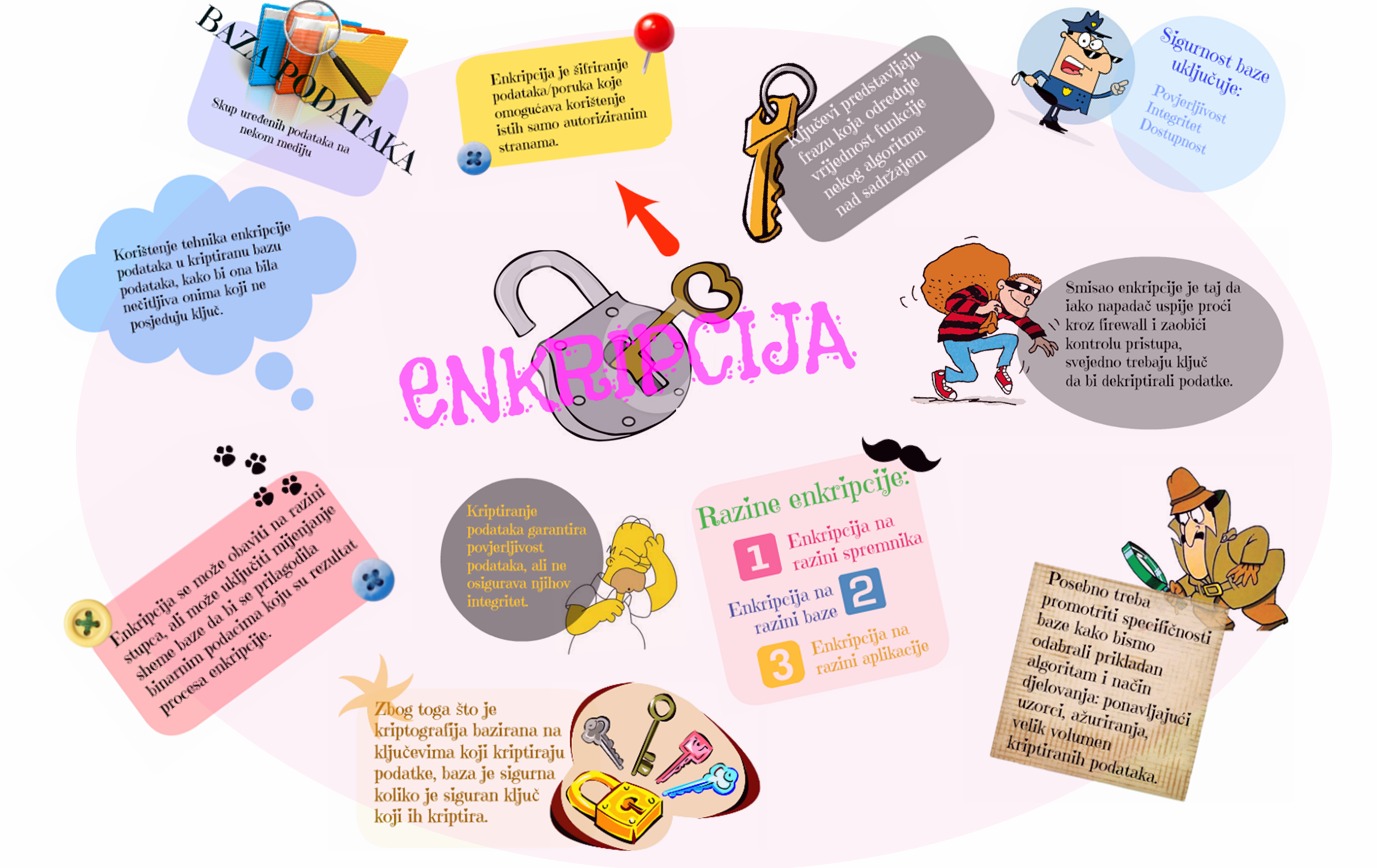 BAZA PODATAKA
Skup uređenih podataka na
nekom mediju
Enkripcija je šifriranje
podataka/poruka koje
omogućava korištenje
istih samo autoriziranim
stranama.
Ključevi predstavljaju
frazu koja određuje
vrijednost funkcije
nekog algoritma
nad sadržajem
Sigurnost baze
uključuje:
Povjerljivost
Integritet
Dostupnost
Korištenje tehnika enkripcije
podataka u kriptiranu bazu
podataka, kako bi ona bila
nečitljiva onima koji ne
posjeduju ključ.
ENKRIPCIJA
Smisao enkripcije je taj da
iako napadač uspije proći
kroz firewall i zaobići
kontrolu pristupa,
svejedno trebaju ključ
da bi dekriptirali podatke.
Enkripcija se može obaviti na razini
stupca, ali može uključiti mijenjanje
sheme baze da bi se prilagodila
binarnim podacima koju su rezultat
procesa enkripcije.
Kriptiranje
podataka garantira
povjerljivost
podataka, ali ne
osigurava njihov
integritet.
Razine enkripcije:
1 Enkripcija na
razini spremnika
Enkripcija na 2
razini baze
3 Enkripcija na
razini aplikacije
Posebno treba
promotriti specifičnosti
baze kako bismo
odabrali prikladan
algoritam i način
djelovanja: ponavljajući
uzorci, ažuriranja,
velik volumen
kriptiranih podataka.
Zbog toga što je
kriptografija bazirana na
ključevima koji kriptiraju
podatke, baza je sigurna
koliko je siguran ključ
koji ih kriptira.